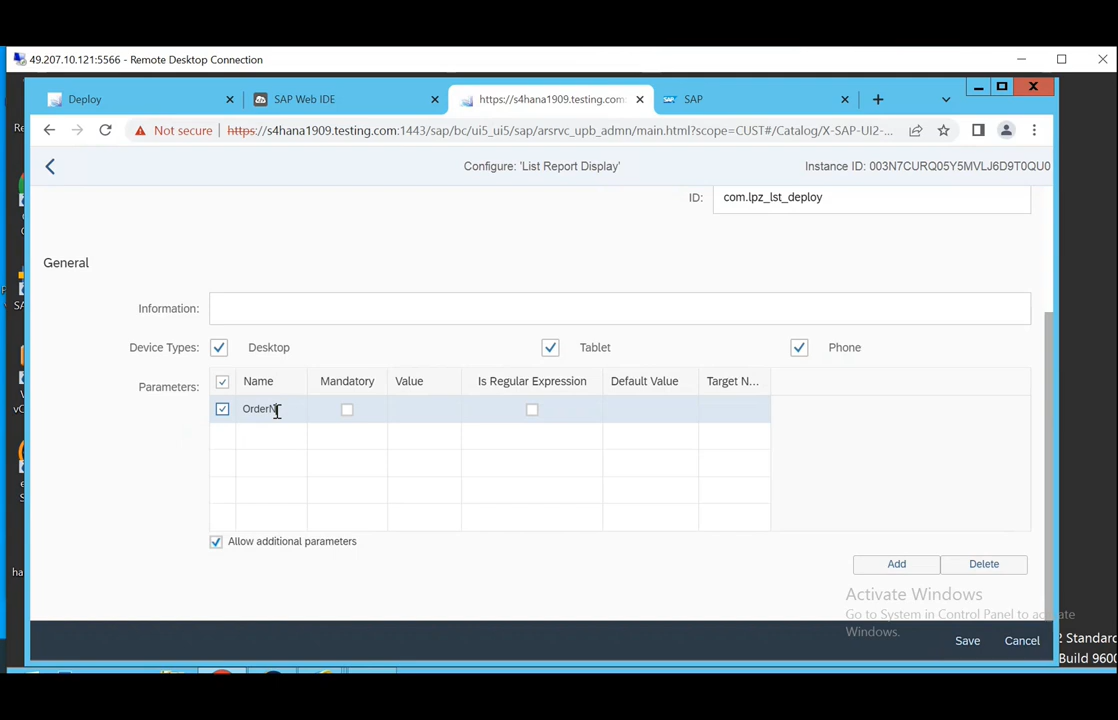 49.207.10.121:5566 - Remote Desktop Connection
Deploy
SAP Web IDE
https://s4hana1909.testing.com:
SAP
Not secure
https://s4hana1909.testing.com:1443/sap/bc/ui5_ui5/sap/arsrvc_upb_admn/main.html?scope=CUST#/Catalog/X-SAP-UI2-...
Configure: 'List Report Display'
Instance ID: 003N7CURQ05Y5MVLJ6D9T0QU0
ID:
com.lpz_lst_deploy
General
Information:
Device Types:
Desktop
Tablet
Phone
Parameters:
Name
Mandatory
Value
Is Regular Expression
Default Value
Target N...
OrderN
Allow additional parameters
Add
Delete
Activate Windows
Go to System in Control Panel to activate
Windows.
Save
Cancel
2 Standard
Build 9600